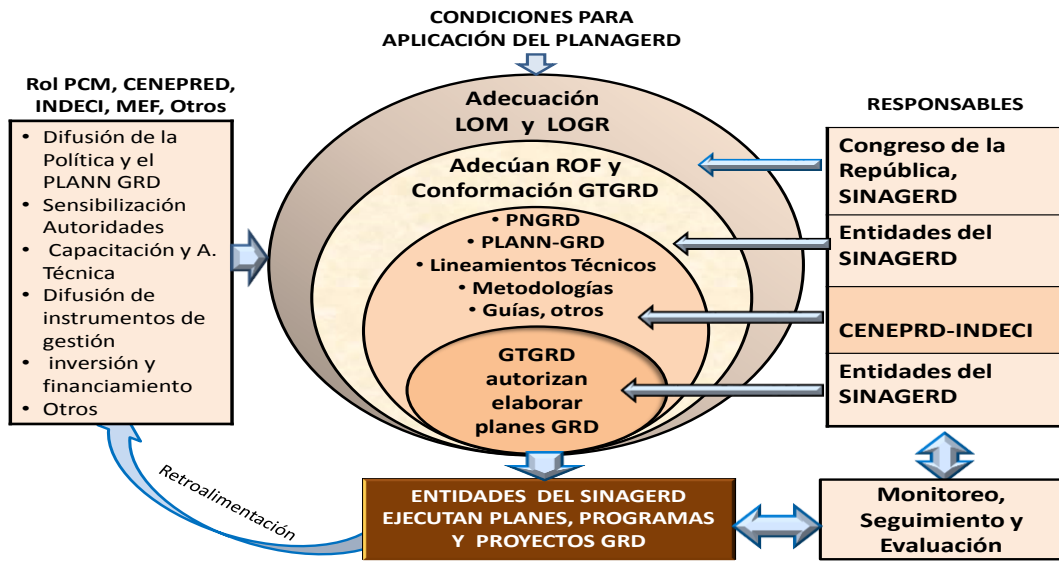 CONDICIONES PARA
APLICACIÓN DEL PLANAGERD
Rol PCM, CENEPRED,
INDECI, MEF, Otros
• Difusión de la
Política y el
PLANN GRD
• Sensibilización
Autoridades
• Capacitación y A.
Técnica
• Difusión de
instrumentos de
gestión
• inversión y
financiamiento
• Otros
Adecuación
LOM y LOGR
Adecúan ROF y
Conformación GTGRD
• PNGRD
• PLANN-GRD
• Lineamientos Técnicos
• Metodologías
• Guías, otros
GTGRD
autorizan
elaborar
planes GRD
RESPONSABLES
Congreso de la
República,
SINAGERD
Entidades del
SINAGERD
CENEPRD-INDECI
Entidades del
SINAGERD
Retroalimentación
ENTIDADES DEL SINAGERD
EJECUTAN PLANES, PROGRAMAS
Y PROYECTOS GRD
Monitoreo,
Seguimiento y
Evaluación